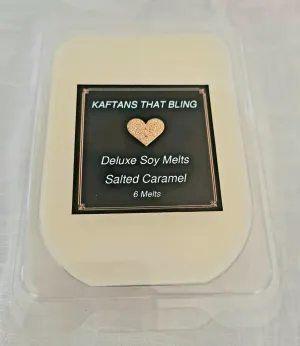 KAFTANS THAT BLING
Deluxe Soy Melts
Salted Caramel
6 Melts